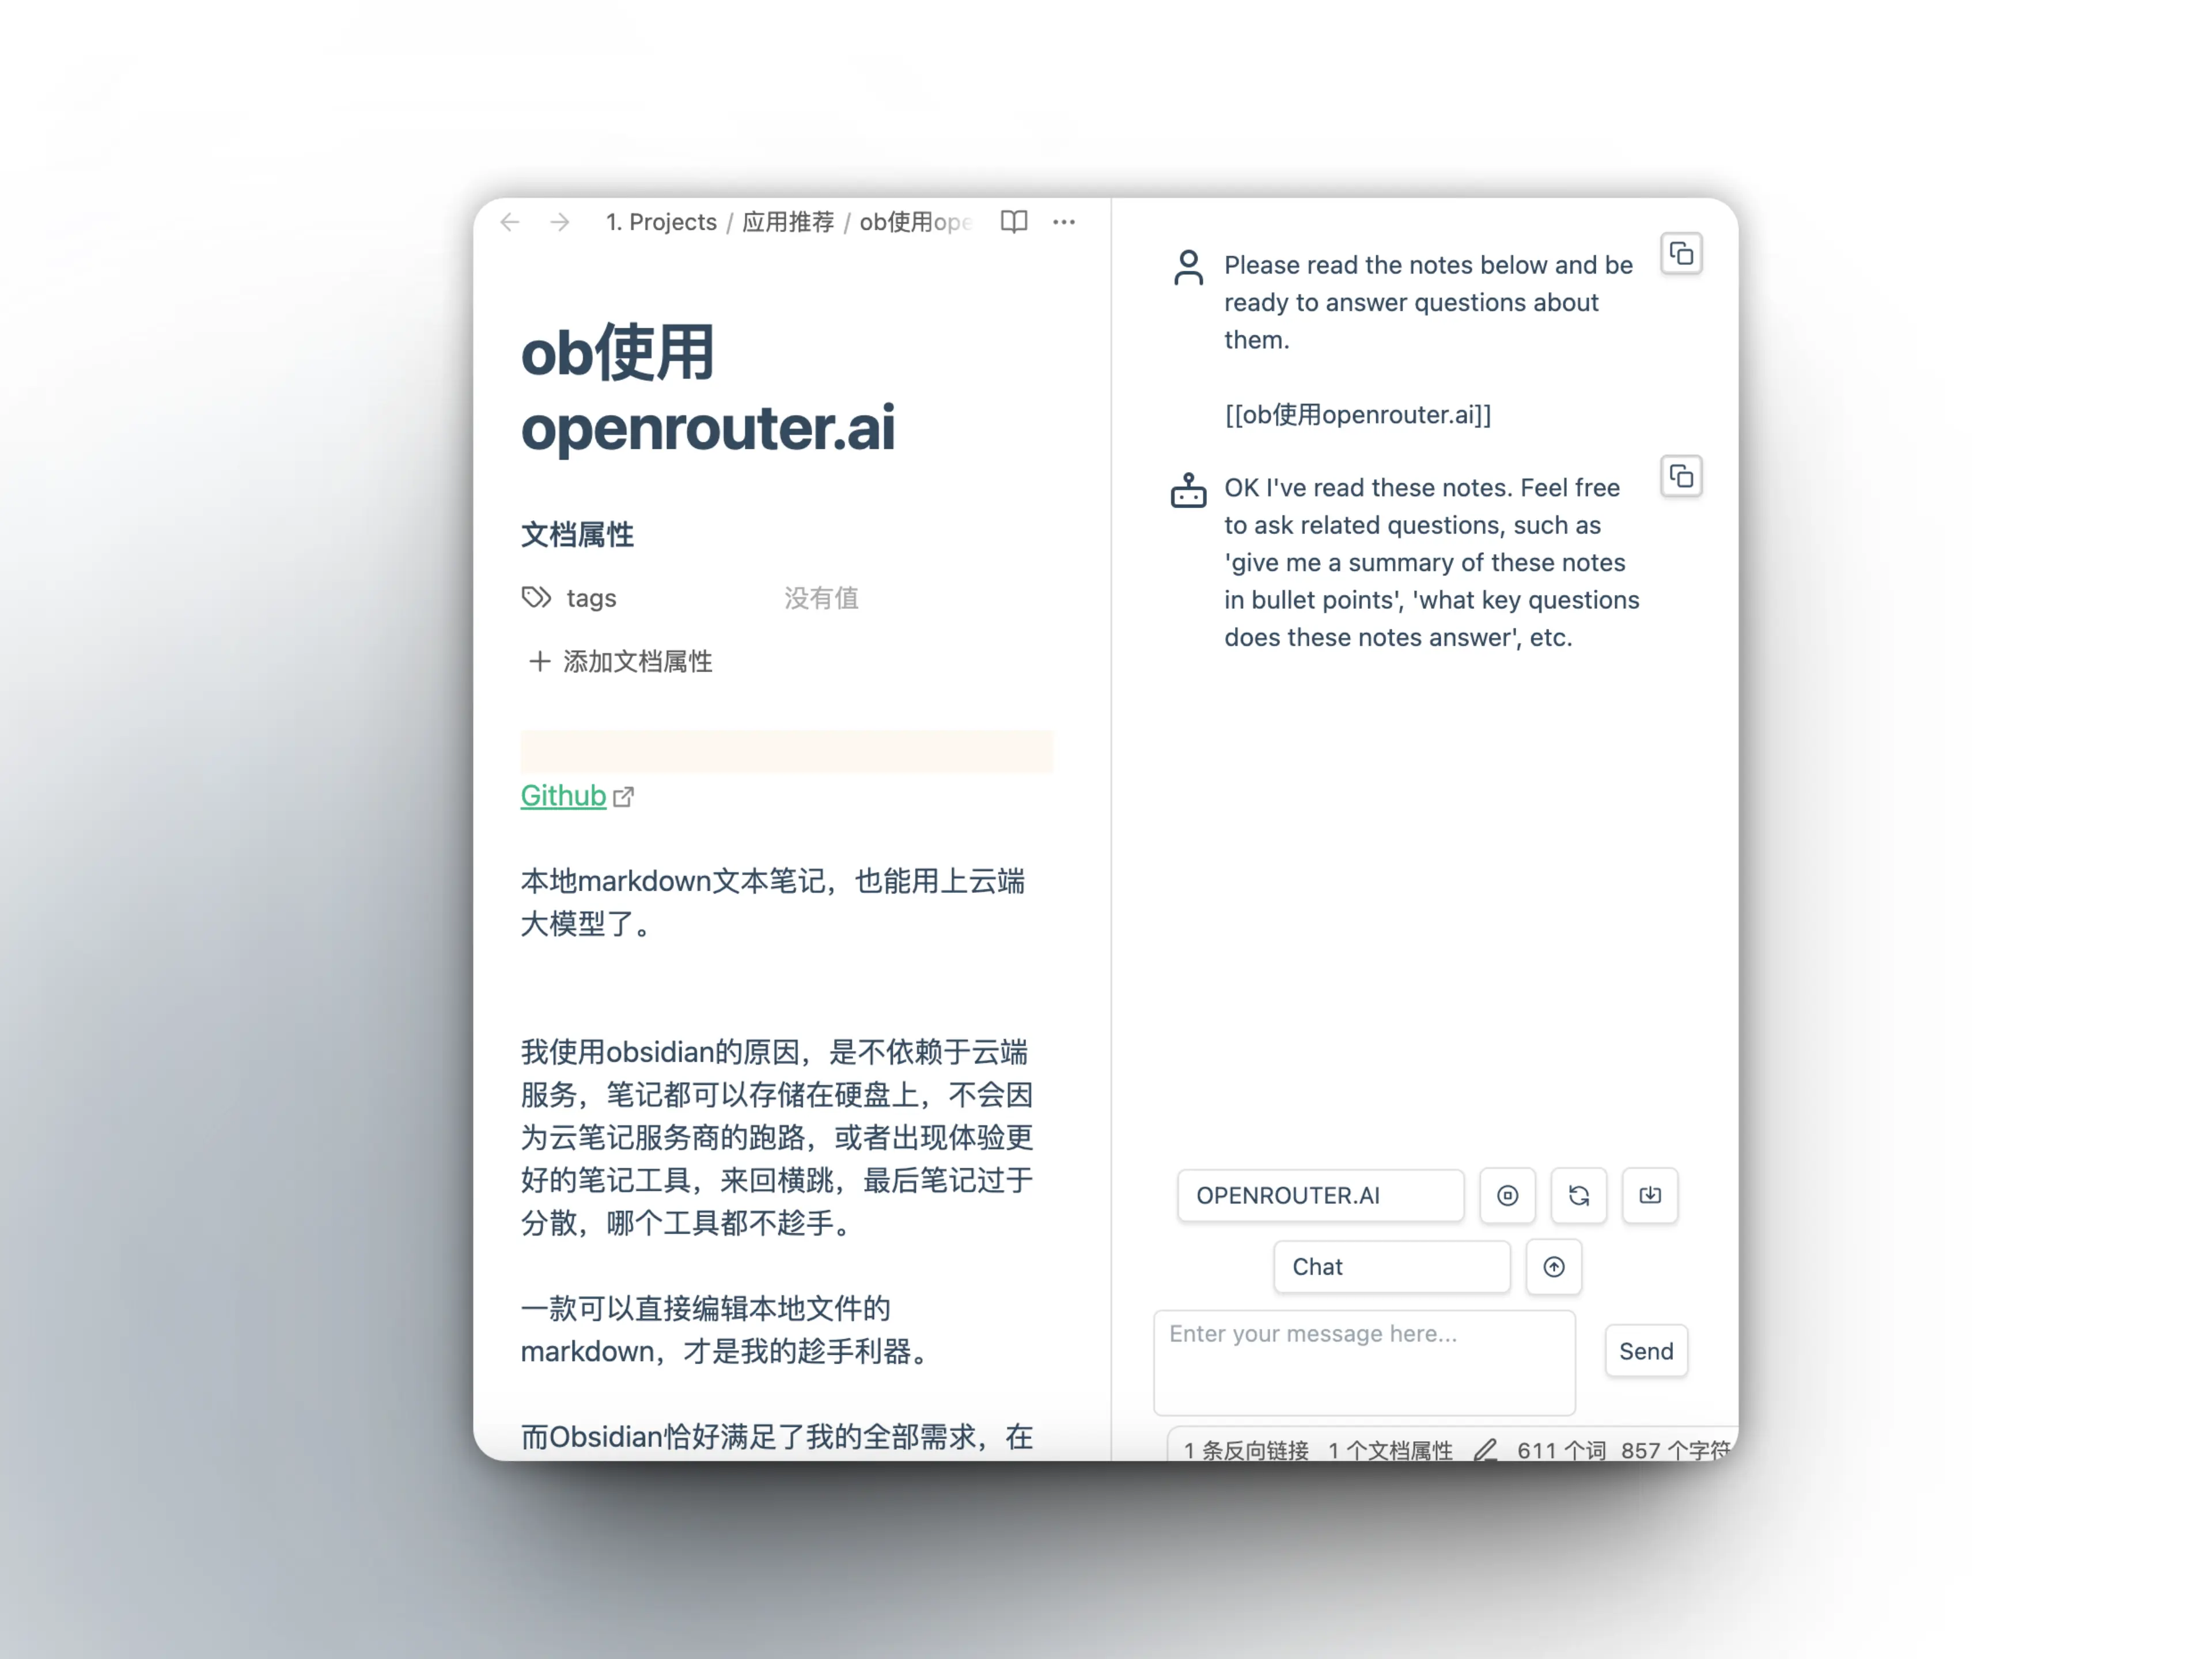 1. Projects / 应用推荐 / ob使用ope
ob使用
openrouter.ai
文档属性
tags 没有值
添加文档属性
Github
本地markdown文本笔记，也能用上云端
大模型了。
我使用obsidian的原因，是不依赖于云端
服务，笔记都可以存储在硬盘上，不会因
为云笔记服务商的跑路，或者出现体验更
好的笔记工具，来回横跳，最后笔记过于
分散，哪个工具都不趁手。
一款可以直接编辑本地文件的
markdown，才是我的趁手利器。
而Obsidian恰好满足了我的全部需求，在
Please read the notes below and be
ready to answer questions about
them.
[[ob使用openrouter.ai]]
OK I've read these notes. Feel free
to ask related questions, such as
'give me a summary of these notes
in bullet points', 'what key questions
does these notes answer', etc.
OPENROUTER.AI
Chat
Enter your message here...
Send
1 条反向链接 1 个文档属性 611 个词 857 个字符